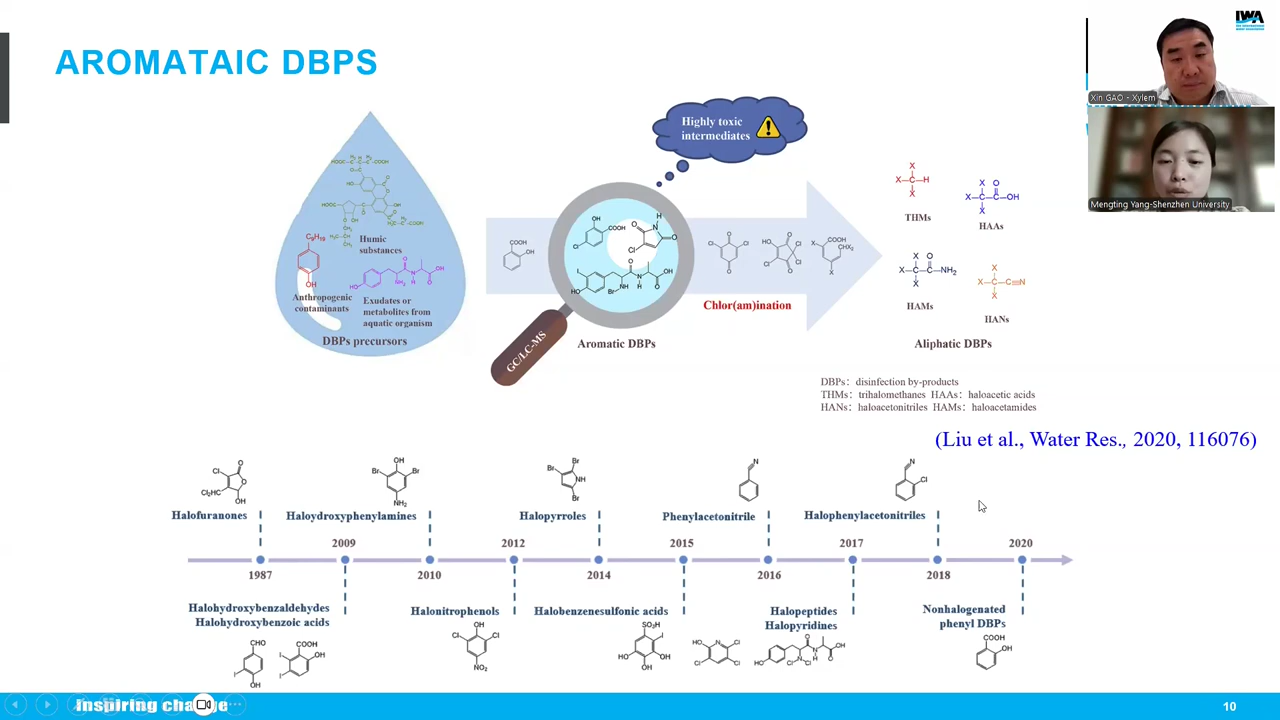 IWA
AROMATAIC DBPS
Xin GAO - Xylem
Mengting Yang-Shenzhen University
Highly toxic
intermediates
Humic
substances
Anthropogenic
contaminants
Exudates or
metabolites from
aquatic organism
DBPs precursors
GC/LC-MS
Aromatic DBPs
Chlor(am)ination
THMs
HAAs
HAMs
HANs
Aliphatic DBPs
DBPs: disinfection by-products
THMs: trihalomethanes HAAs: haloacetic acids
HANs: haloacetonitriles HAMs: haloacetamides
(Liu et al., Water Res., 2020, 116076)
Halofuranones
Haloydroxyphenylamines
Halopyrroles
Phenylacetonitrile
Halophenylacetonitriles
2009
2012
2015
2017
2020
1987
2010
2014
2016
2018
Halohydroxybenzaldehydes
Halohydroxybenzoic acids
Halonitrophenols
Halobenzenesulfonic acids
Halopeptides
Halopyridines
Nonhalogenated
phenyl DBPs
Inspiring change
10